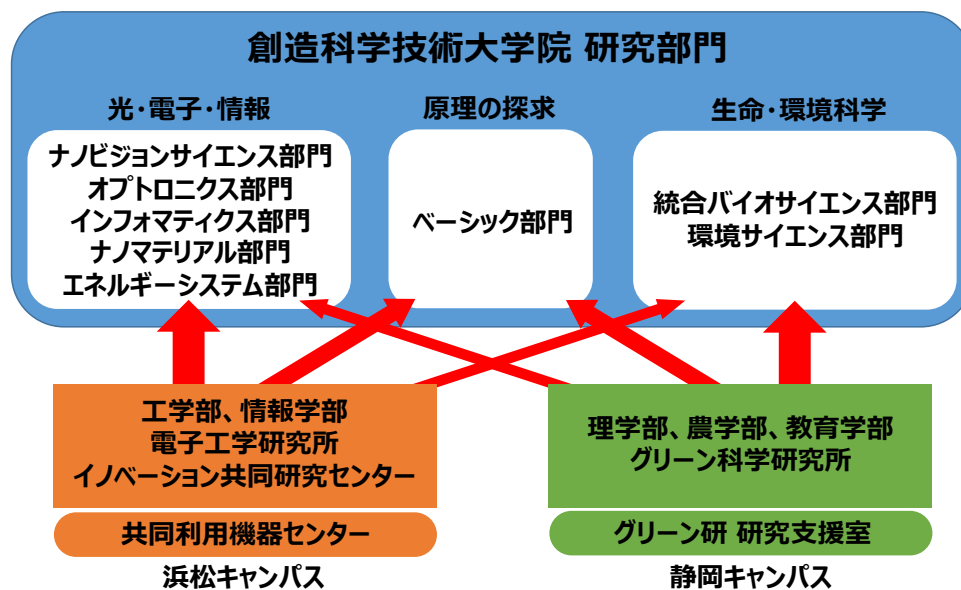 創造科学技術大学院 研究部門
光・電子・情報
ナノビジョンサイエンス部門
オプトロニクス部門
インフォマティクス部門
ナノマテリアル部門
エネルギーシステム部門
原理の探求
ベーシック部門
生命・環境科学
統合バイオサイエンス部門
環境サイエンス部門
工学部、情報学部
電子工学研究所
イノベーション共同研究センター
共同利用機器センター
浜松キャンパス
理学部、農学部、教育学部
グリーン科学研究所
グリーン研 研究支援室
静岡キャンパス